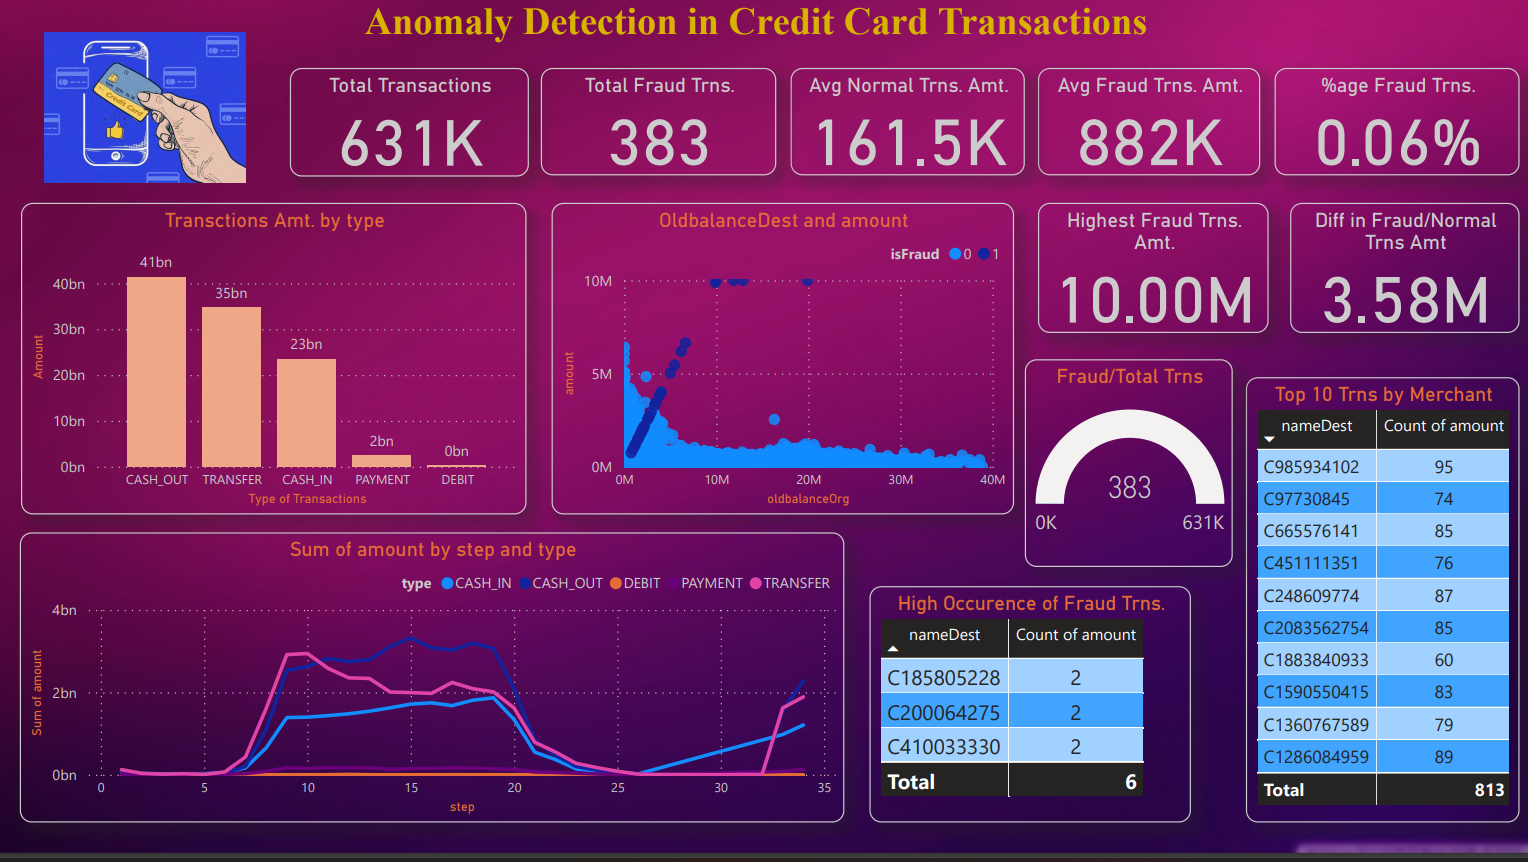 Anomaly Detection in Credit Card Transactions
Credit Card
Total Transactions
631K
Total Fraud Trns.
383
Avg Normal Trns. Amt.
161.5K
Avg Fraud Trns. Amt.
882K
%age Fraud Trns.
0.06%
Transctions Amt. by type
Amount
40bn
30bn
20bn
10bn
0bn
41bn
35bn
23bn
2bn
0bn
CASH_OUT TRANSFER CASH_IN PAYMENT DEBIT
Type of Transactions
OldbalanceDest and amount
isFraud 0 1
amount
10M
5M
0M
0M 10M 20M 30M 40M
oldbalanceOrg
Highest Fraud Trns.
Amt.
10.00M
Diff in Fraud/Normal
Trns Amt
3.58M
Fraud/Total Trns
383
0K 631K
Top 10 Trns by Merchant
nameDest Count of amount
C985934102 95
C97730845 74
C665576141 85
C451111351 76
C248609774 87
C2083562754 85
C1883840933 60
C1590550415 83
C1360767589 79
C1286084959 89
Total 813
Sum of amount by step and type
type CASH_IN CASH_OUT DEBIT PAYMENT TRANSFER
Sum of amount
4bn
2bn
0bn
0 5 10 15 20 25 30 35
step
High Occurence of Fraud Trns.
nameDest Count of amount
C185805228 2
C200064275 2
C410033330 2
Total 6